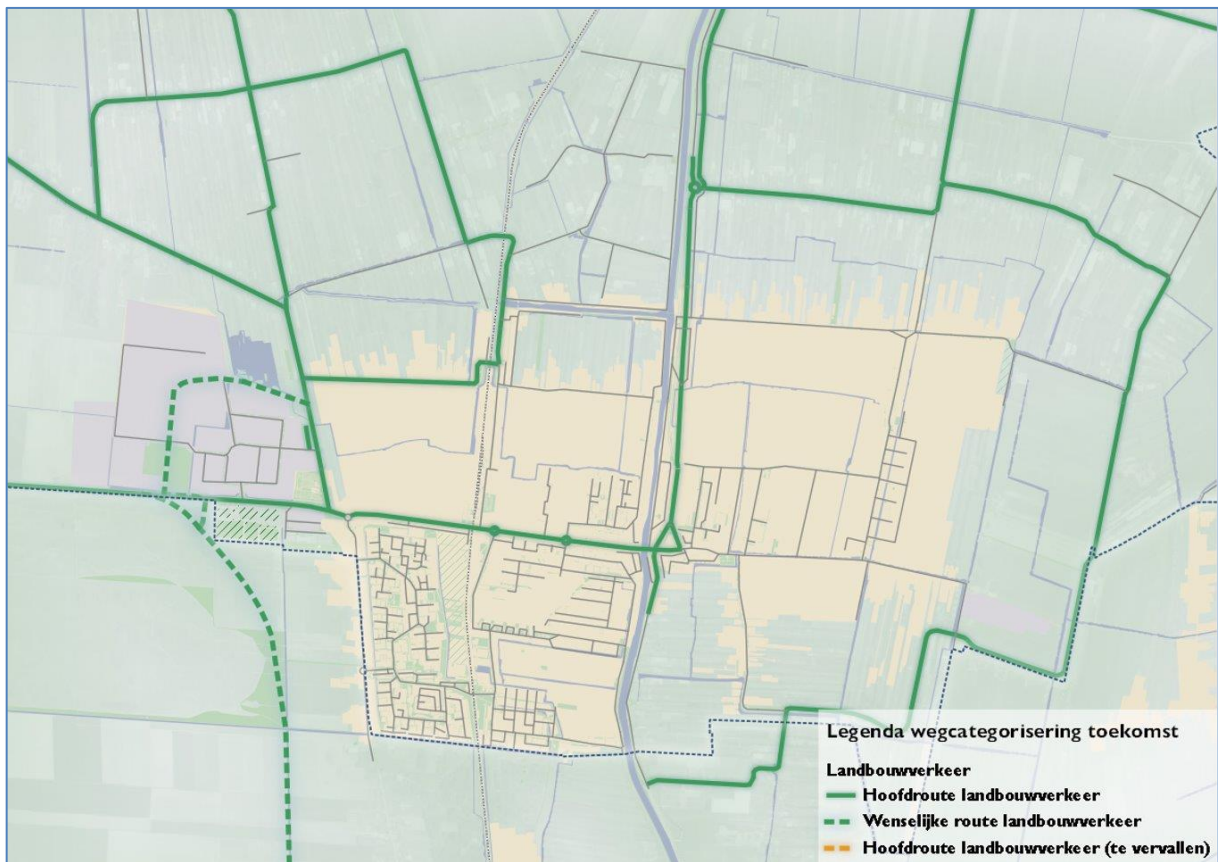 Legenda wegcategorisering toekomst
Landbouwverkeer
Hoofdroute landbouwverkeer
Wenselijke route landbouwverkeer
Hoofdroute landbouwverkeer (te vervallen)